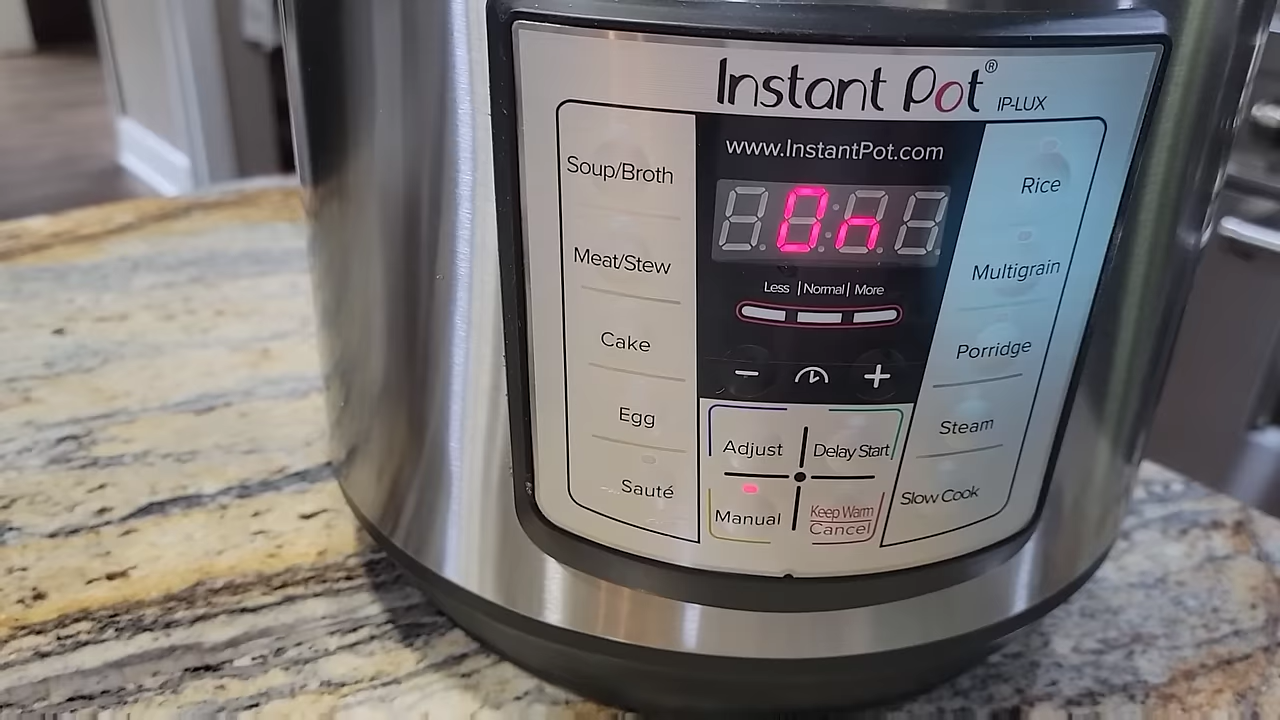 Instant Pot® IP-LUX
www.InstantPot.com
On
Less | Normal | More
− +
Soup/Broth
Meat/Stew
Cake
Egg
Sauté
Adjust
Delay Start
Manual
Keep Warm
Cancel
Rice
Multigrain
Porridge
Steam
Slow Cook